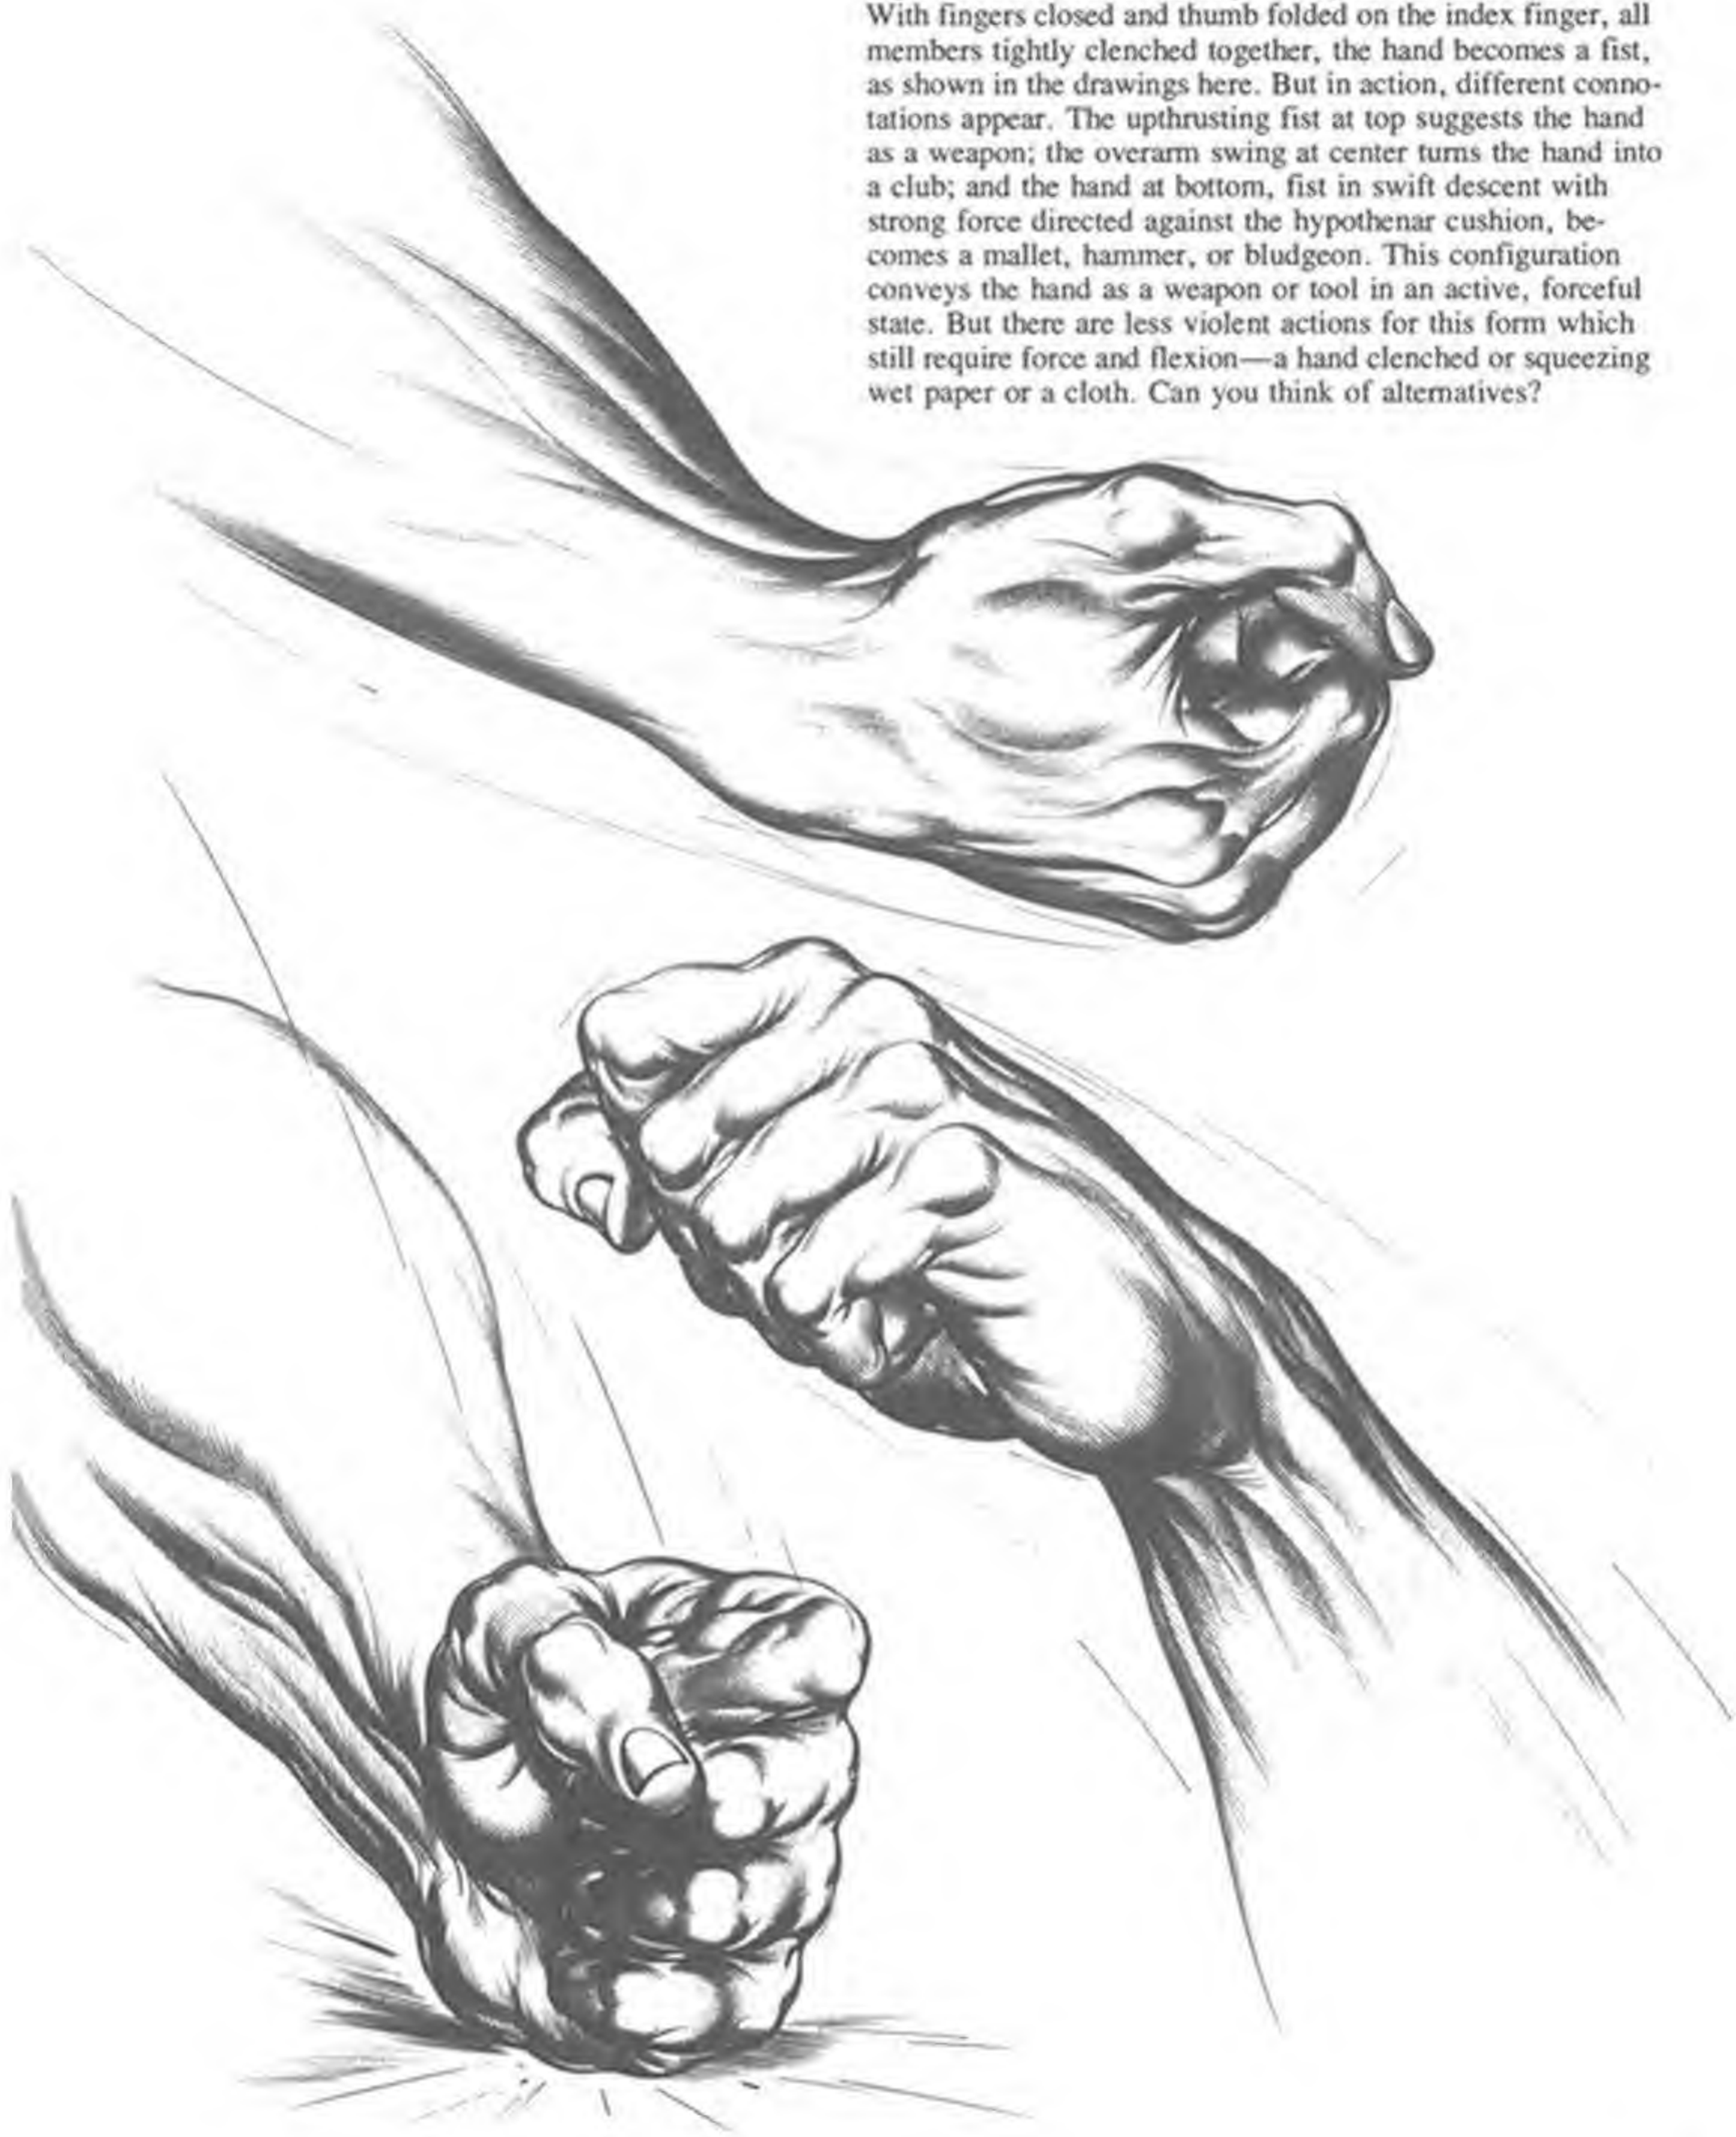 With fingers closed and thumb folded on the index finger, all
members tightly clenched together, the hand becomes a fist,
as shown in the drawings here. But in action, different conno-
tations appear. The upthrusting fist at top suggests the hand
as a weapon; the overarm swing at center turns the hand into
a club; and the hand at bottom, fist in swift descent with
strong force directed against the hypothenar cushion, be-
comes a mallet, hammer, or bludgeon. This configuration
conveys the hand as a weapon or tool in an active, forceful
state. But there are less violent actions for this form which
still require force and flexion—a hand clenched or squeezing
wet paper or a cloth. Can you think of alternatives?